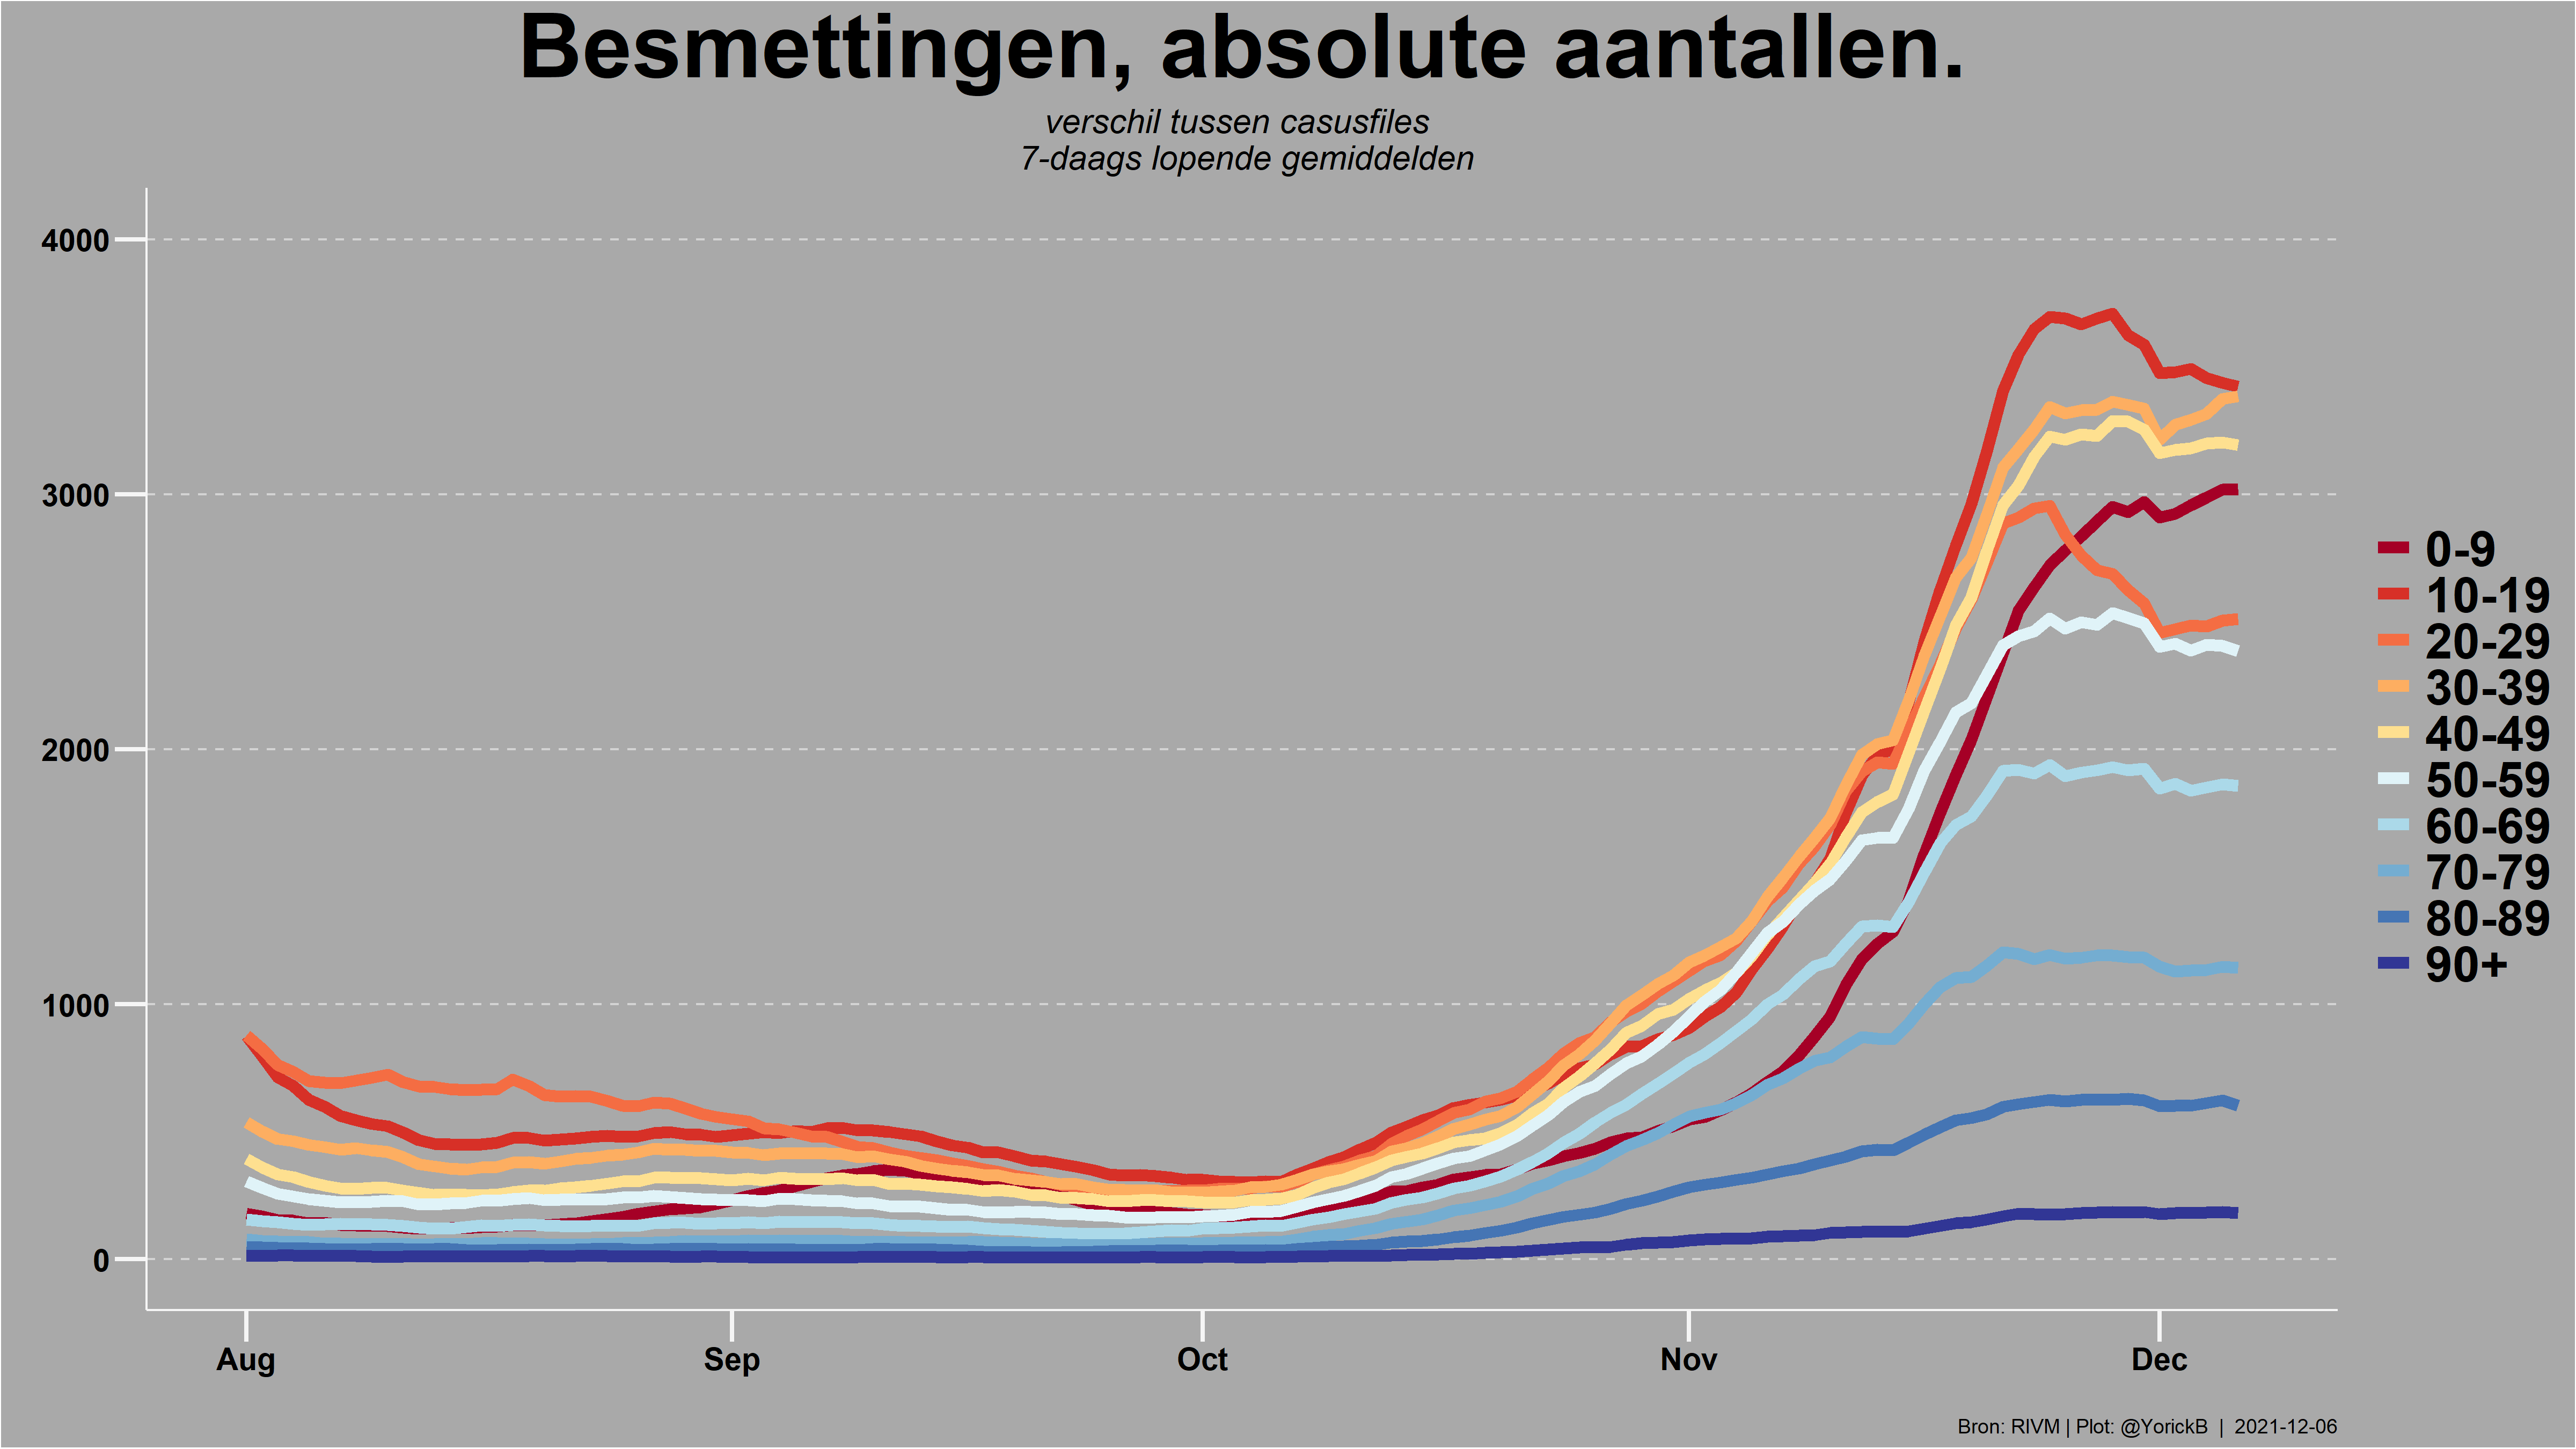 Besmettingen, absolute aantallen.
verschil tussen casusfiles
7-daags lopende gemiddelden
4000
3000
2000
1000
0
Aug
Sep
Oct
Nov
Dec
0-9
10-19
20-29
30-39
40-49
50-59
60-69
70-79
80-89
90+
Bron: RIVM | Plot: @YorickB | 2021-12-06